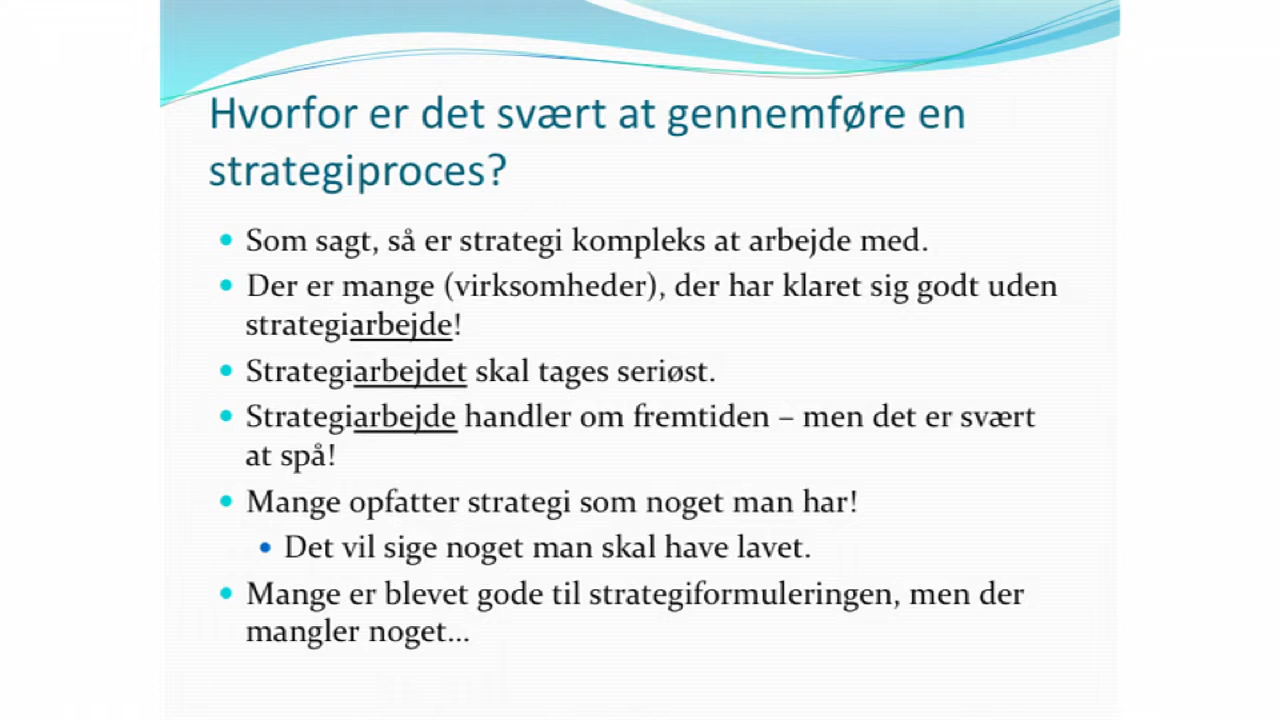 Hvorfor er det svært at gennemføre en
strategiproces?
• Som sagt, så er strategi kompleks at arbejde med.
• Der er mange (virksomheder), der har klaret sig godt uden
strategiarbejde!
• Strategiarbejdet skal tages seriøst.
• Strategiarbejde handler om fremtiden – men det er svært
at spå!
• Mange opfatter strategi som noget man har!
• Det vil sige noget man skal have lavet.
• Mange er blevet gode til strategiformuleringen, men der
mangler noget…